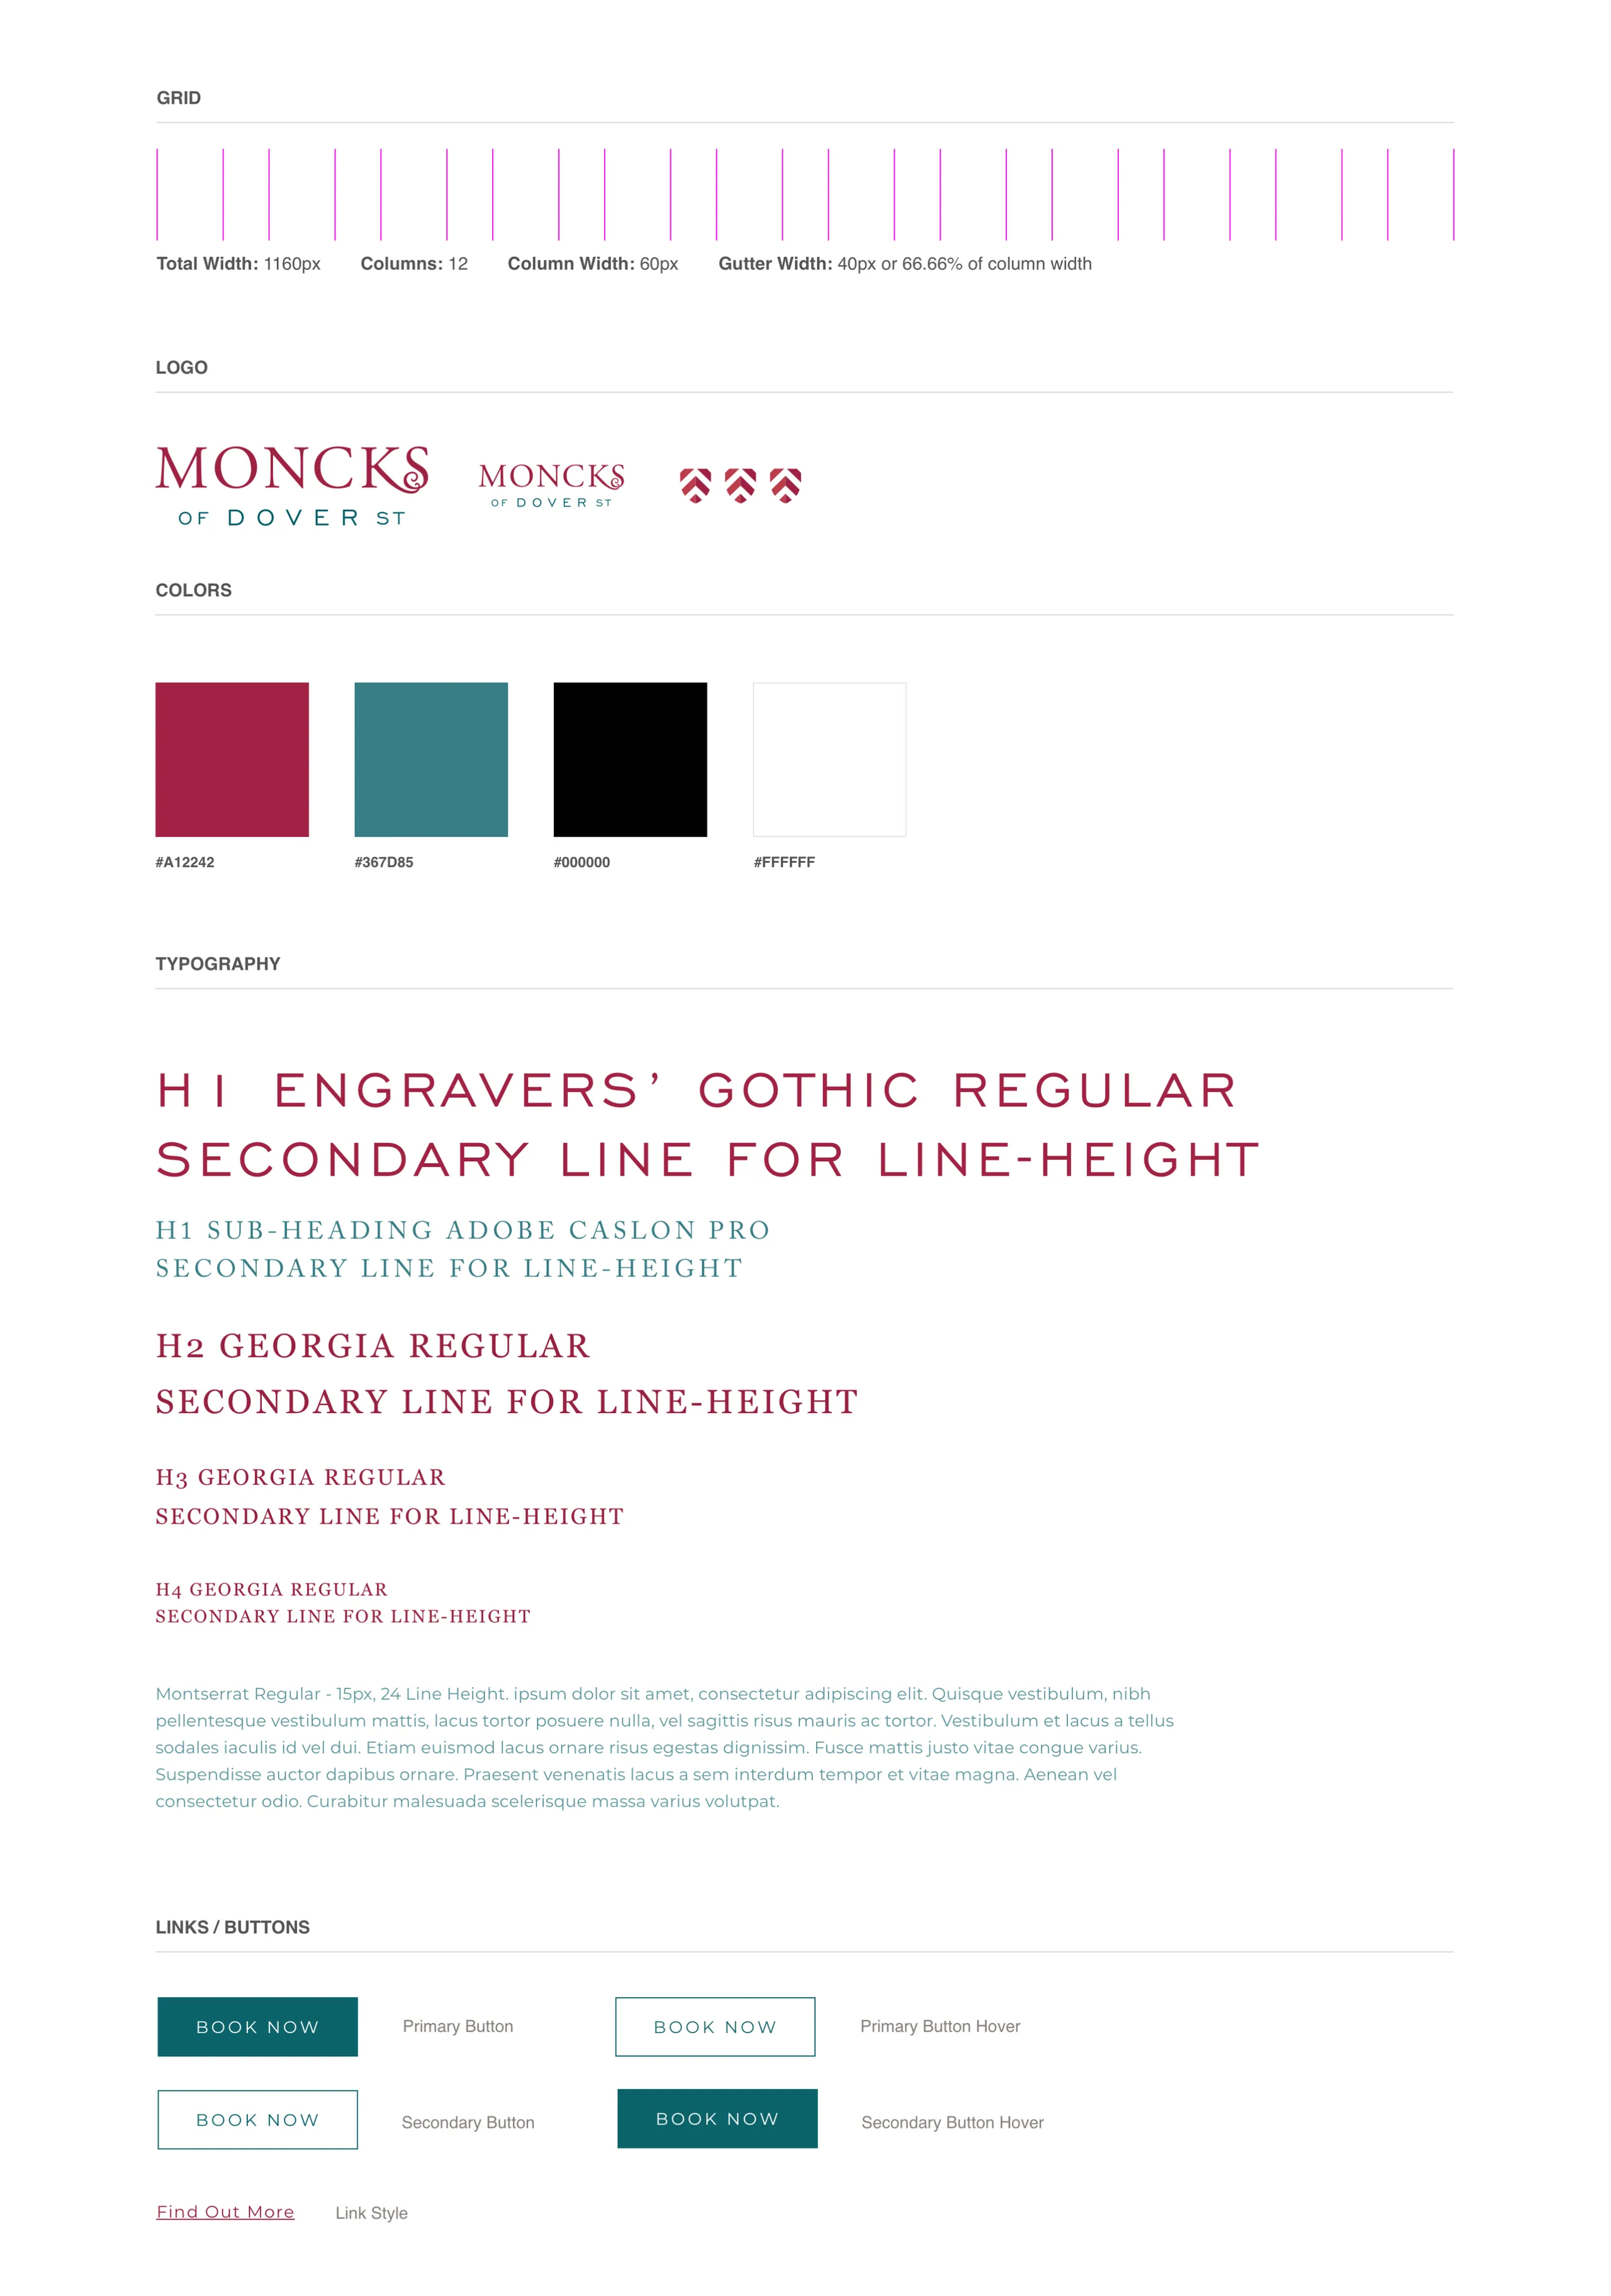 GRID
Total Width: 1160px Columns: 12 Column Width: 60px Gutter Width: 40px or 66.66% of column width
LOGO
MONCKS
OF DOVER ST
MONCKS
OF DOVER ST
COLORS
#A12242 #367D85 #000000 #FFFFFF
TYPOGRAPHY
H1 ENGRAVERS’ GOTHIC REGULAR
SECONDARY LINE FOR LINE-HEIGHT
H1 SUB-HEADING ADOBE CASLON PRO
SECONDARY LINE FOR LINE-HEIGHT
H2 GEORGIA REGULAR
SECONDARY LINE FOR LINE-HEIGHT
H3 GEORGIA REGULAR
SECONDARY LINE FOR LINE-HEIGHT
H4 GEORGIA REGULAR
SECONDARY LINE FOR LINE-HEIGHT
Montserrat Regular - 15px, 24 Line Height. ipsum dolor sit amet, consectetur adipiscing elit. Quisque vestibulum, nibh
pellentesque vestibulum mattis, lacus tortor posuere nulla, vel sagittis risus mauris ac tortor. Vestibulum et lacus a tellus
sodales iaculis id vel dui. Etiam euismod lacus ornare risus egestas dignissim. Fusce mattis justo vitae congue varius.
Suspendisse auctor dapibus ornare. Praesent venenatis lacus a sem interdum tempor et vitae magna. Aenean vel
consectetur odio. Curabitur malesuada scelerisque massa varius volutpat.
LINKS / BUTTONS
BOOK NOW Primary Button BOOK NOW Primary Button Hover
BOOK NOW Secondary Button BOOK NOW Secondary Button Hover
Find Out More Link Style